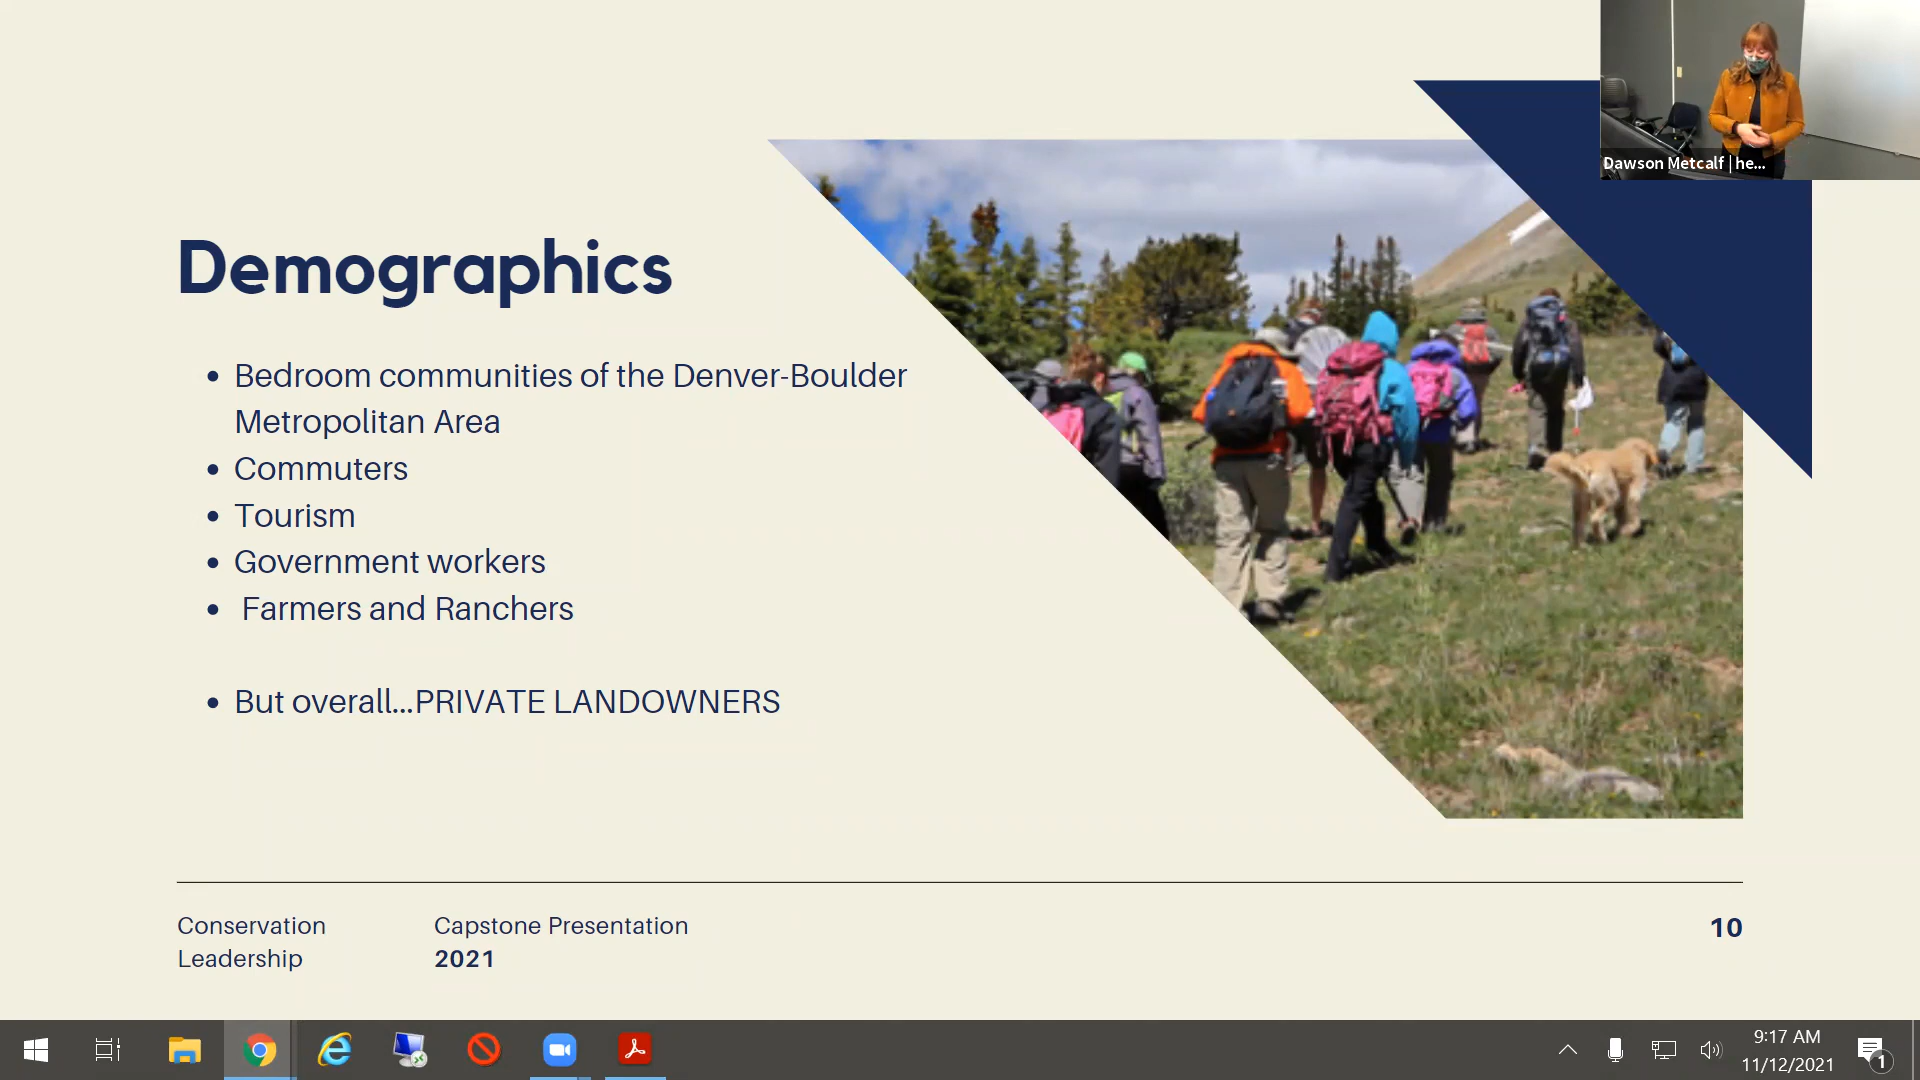 Dawson Metcalf | he...
Demographics
Bedroom communities of the Denver-Boulder
Metropolitan Area
Commuters
Tourism
Government workers
Farmers and Ranchers
But overall...PRIVATE LANDOWNERS
Conservation
Leadership
Capstone Presentation
2021
10
9:17 AM
11/12/2021
1